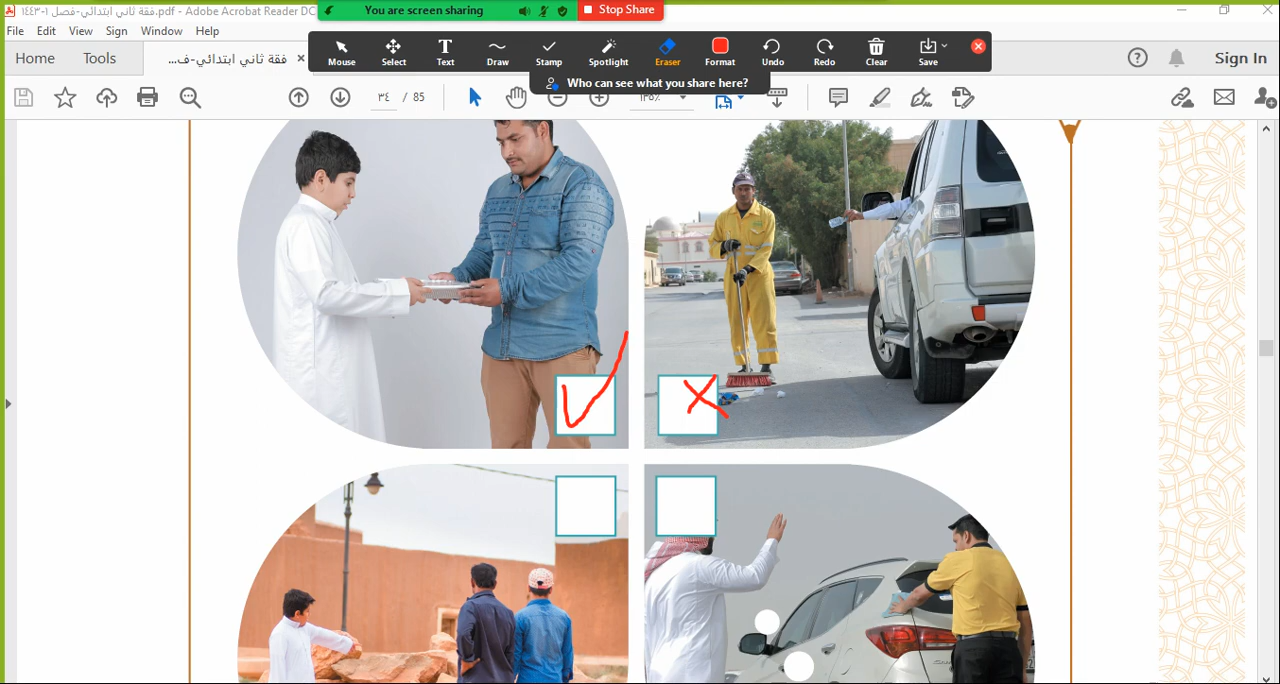 فقة ثاني ابتدائي-فصل ١-١٤٤٣.pdf - Adobe Acrobat Reader DC
You are screen sharing
Stop Share
File Edit View Sign Window Help
Home Tools
فقة ثاني ابتدائي-ف...
Mouse Select Text Draw Stamp Spotlight Eraser Format Undo Redo Clear Save
Sign In
Who can see what you share here?
٣٤ / 85